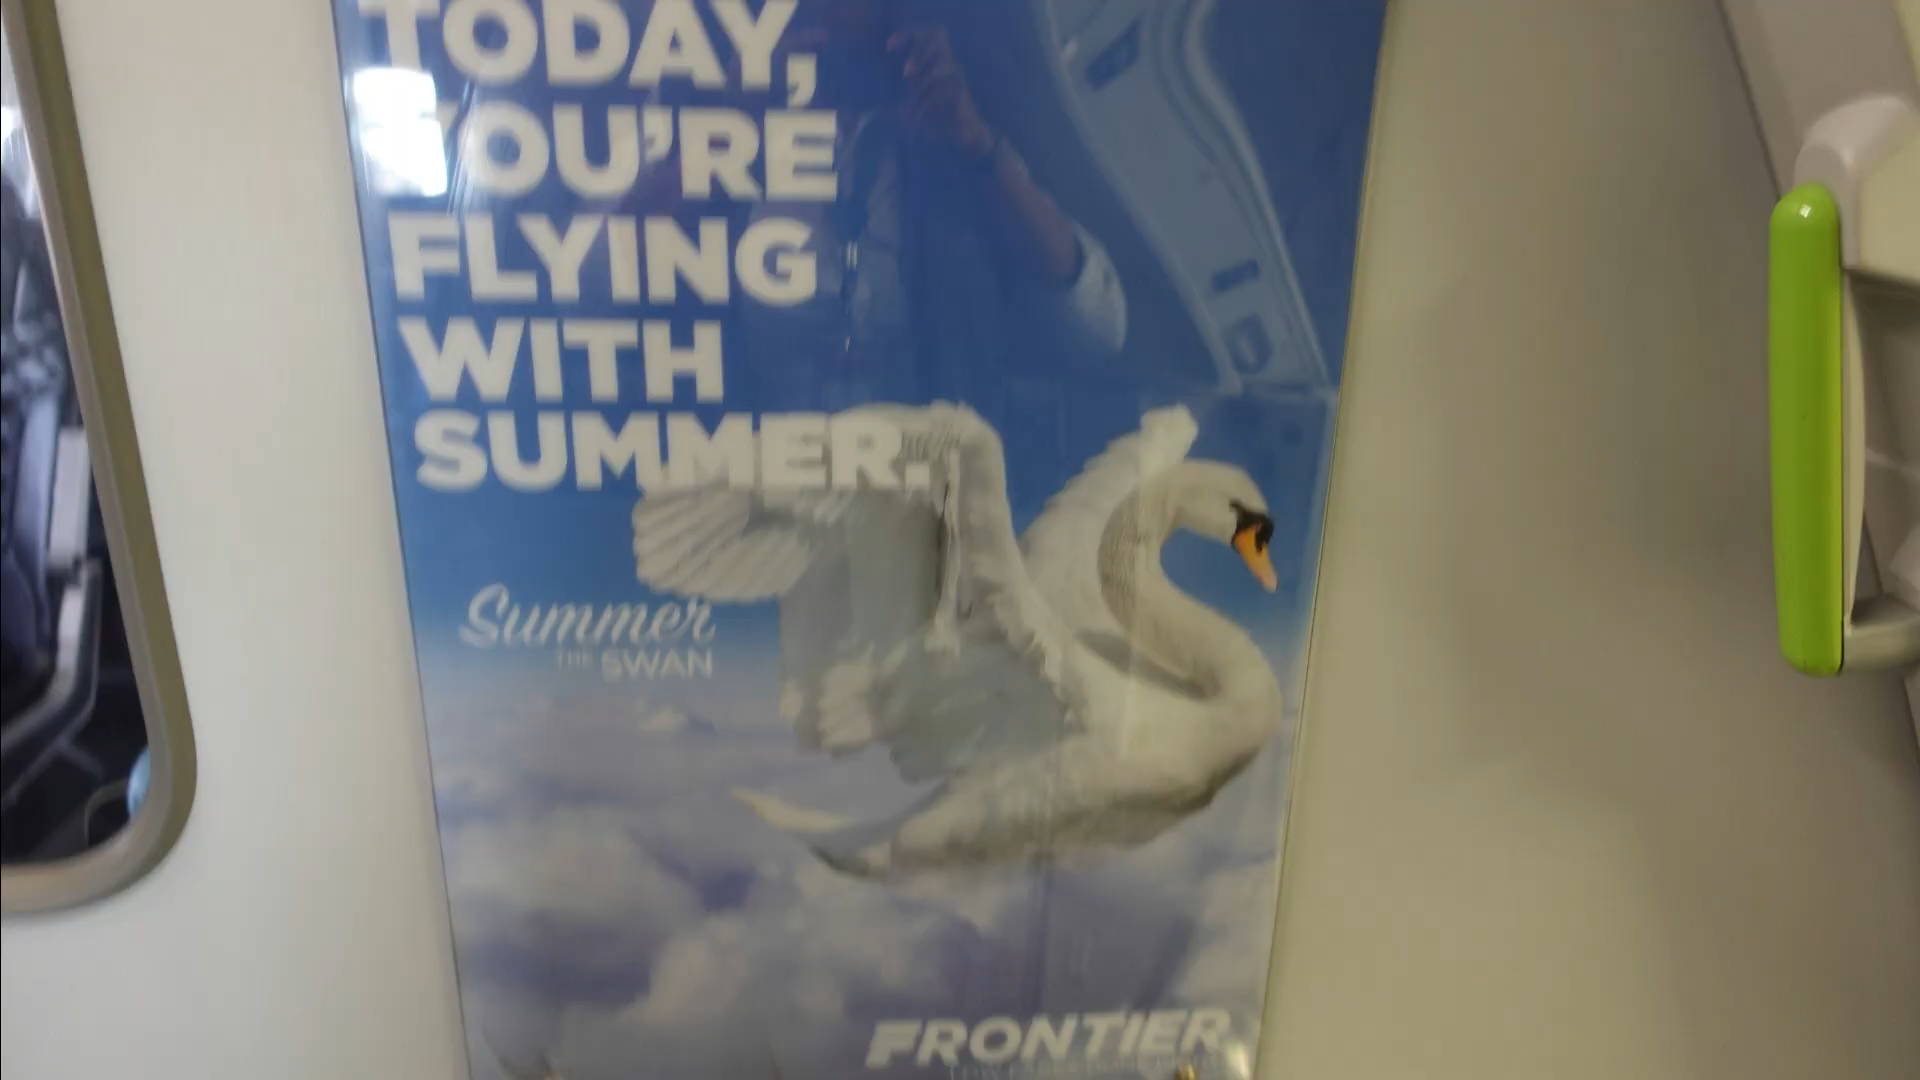 TODAY,
YOU'RE
FLYING
WITH
SUMMER.
Summer
THE SWAN
FRONTIER